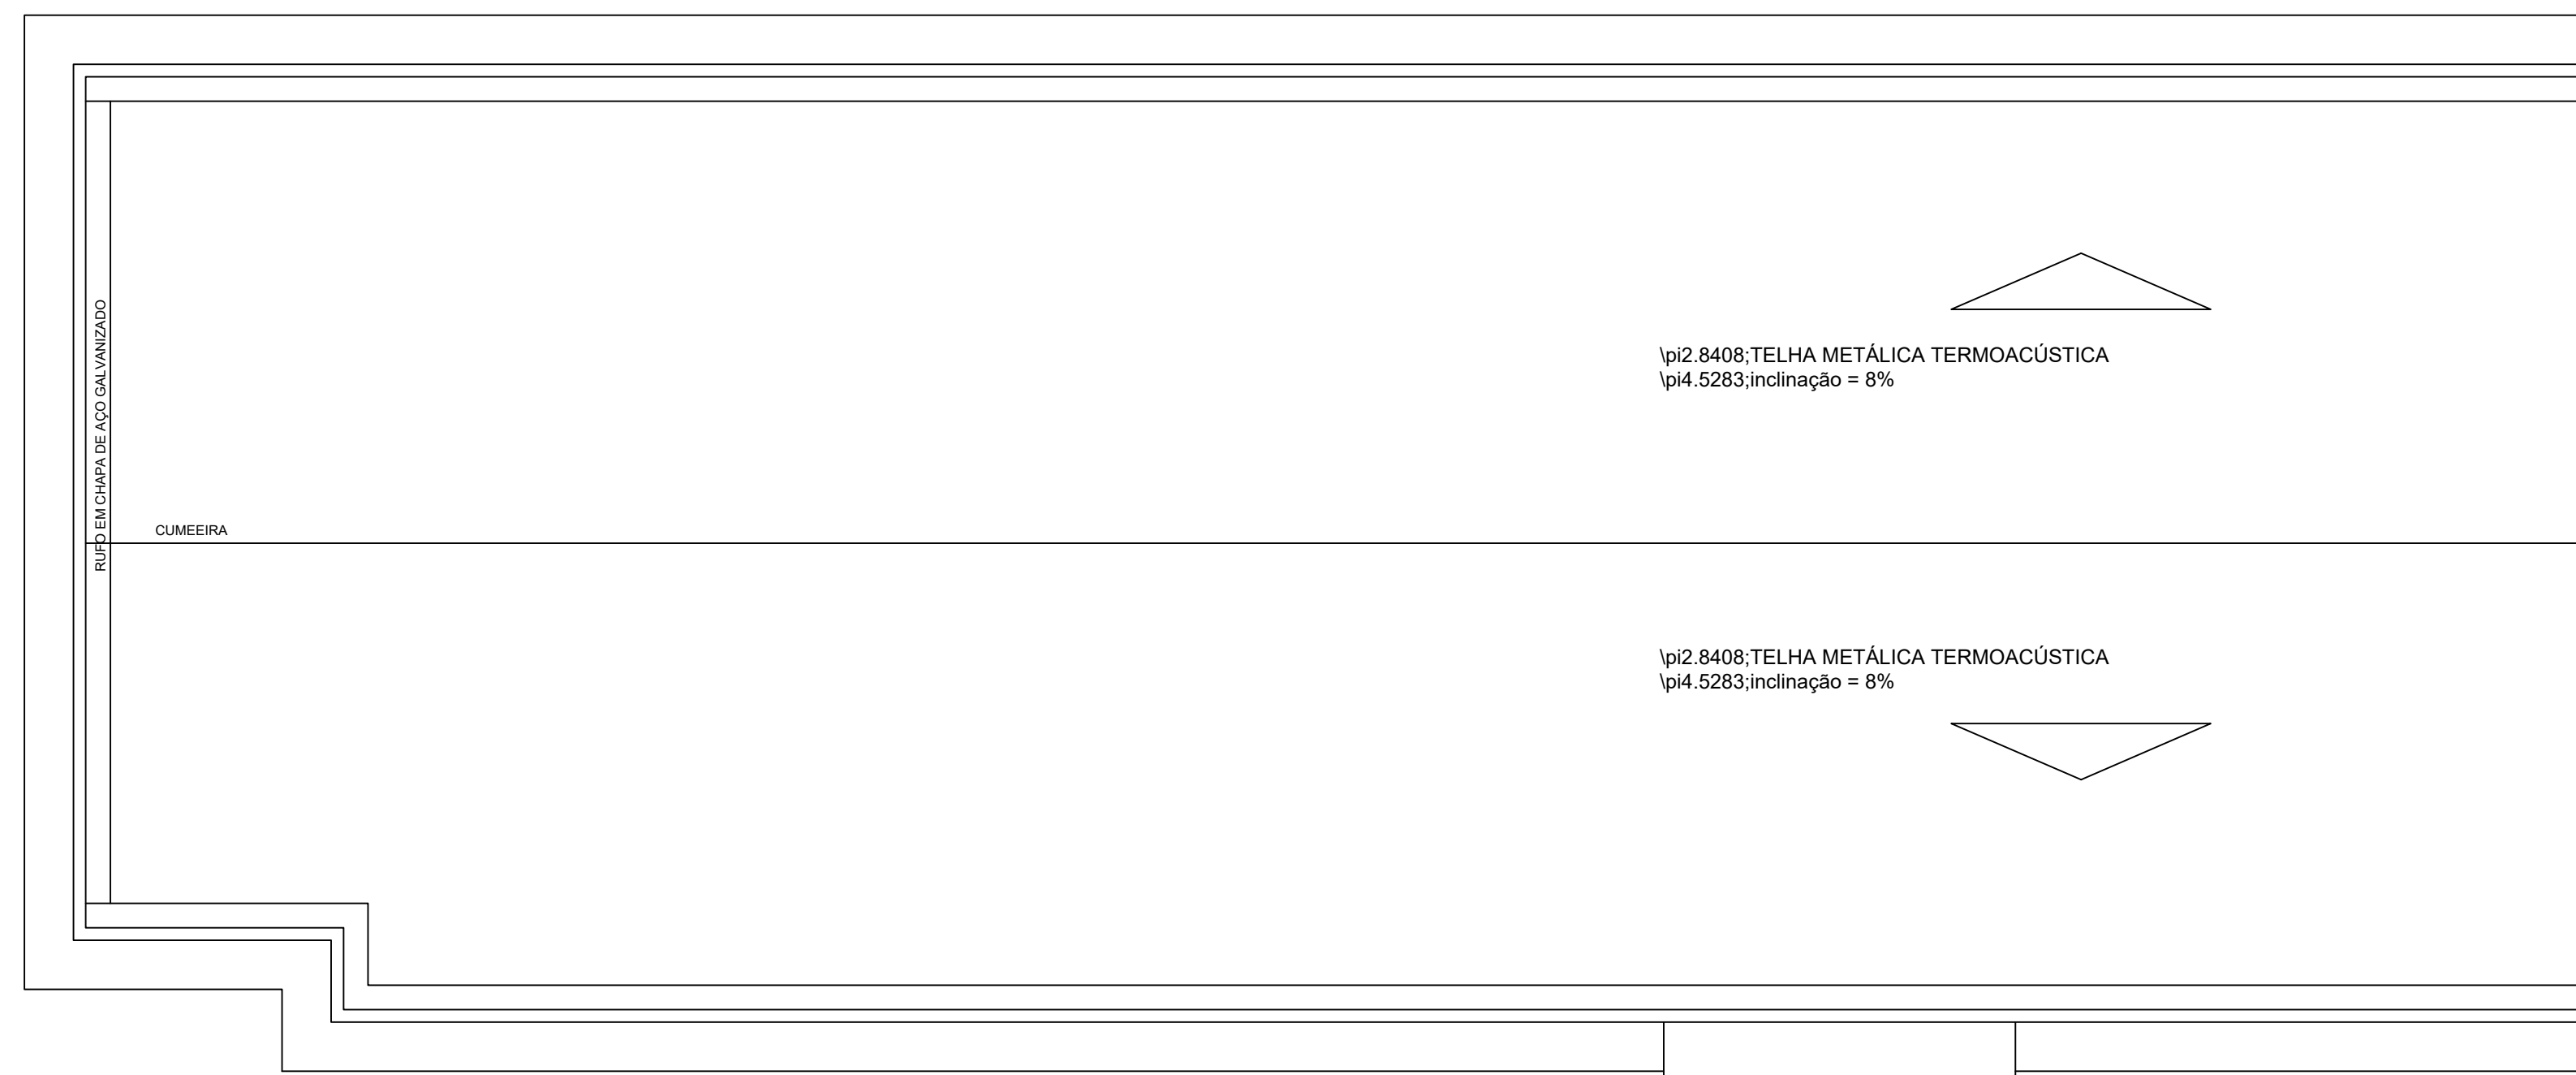 \pi2.8408;TELHA METÁLICA TERMOACÚSTICA
\pi4.5283;inclinação = 8%
RUFO EM CHAPA DE AÇO GALVANIZADO
CUMEEIRA
\pi2.8408;TELHA METÁLICA TERMOACÚSTICA
\pi4.5283;inclinação = 8%